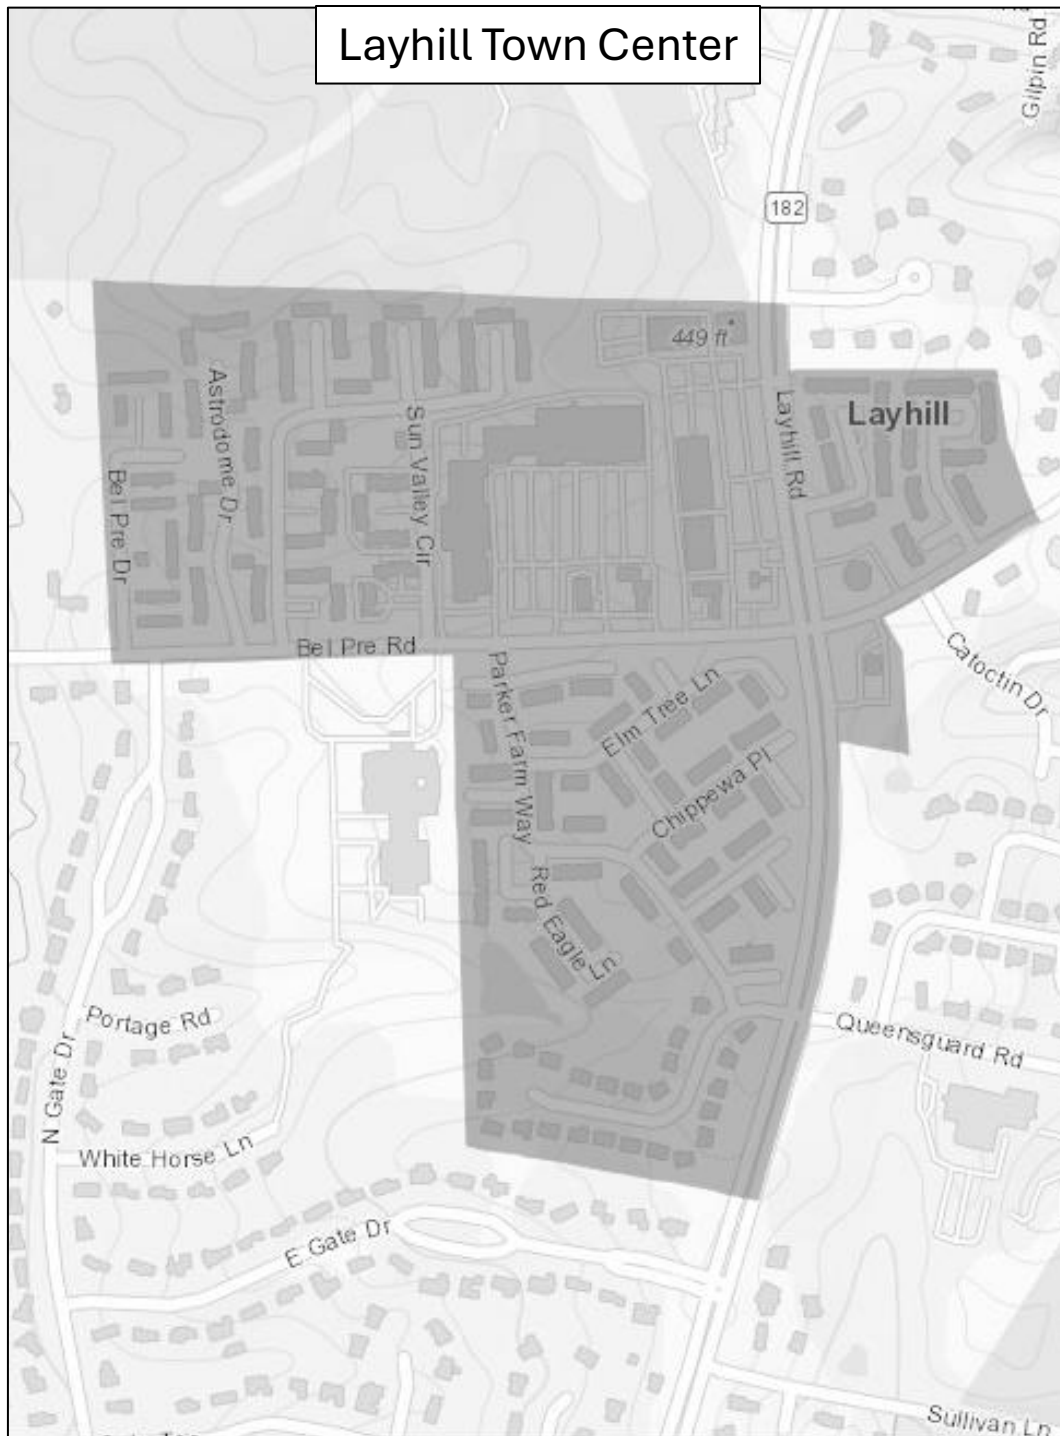 Layhill Town Center
Gilpin Rd
182
449 ft
Layhill
Astrodome Dr
Sun Valley Cir
Layhill Rd
Bel Pre Dr
Bel Pre Rd
Catoctin Dr
Parker Farm Way
Elm Tree Ln
Chippewa Pl
Red Eagle Ln
Portage Rd
Queensguard Rd
N Gate Dr
White Horse Ln
E Gate Dr
Sullivan Ln